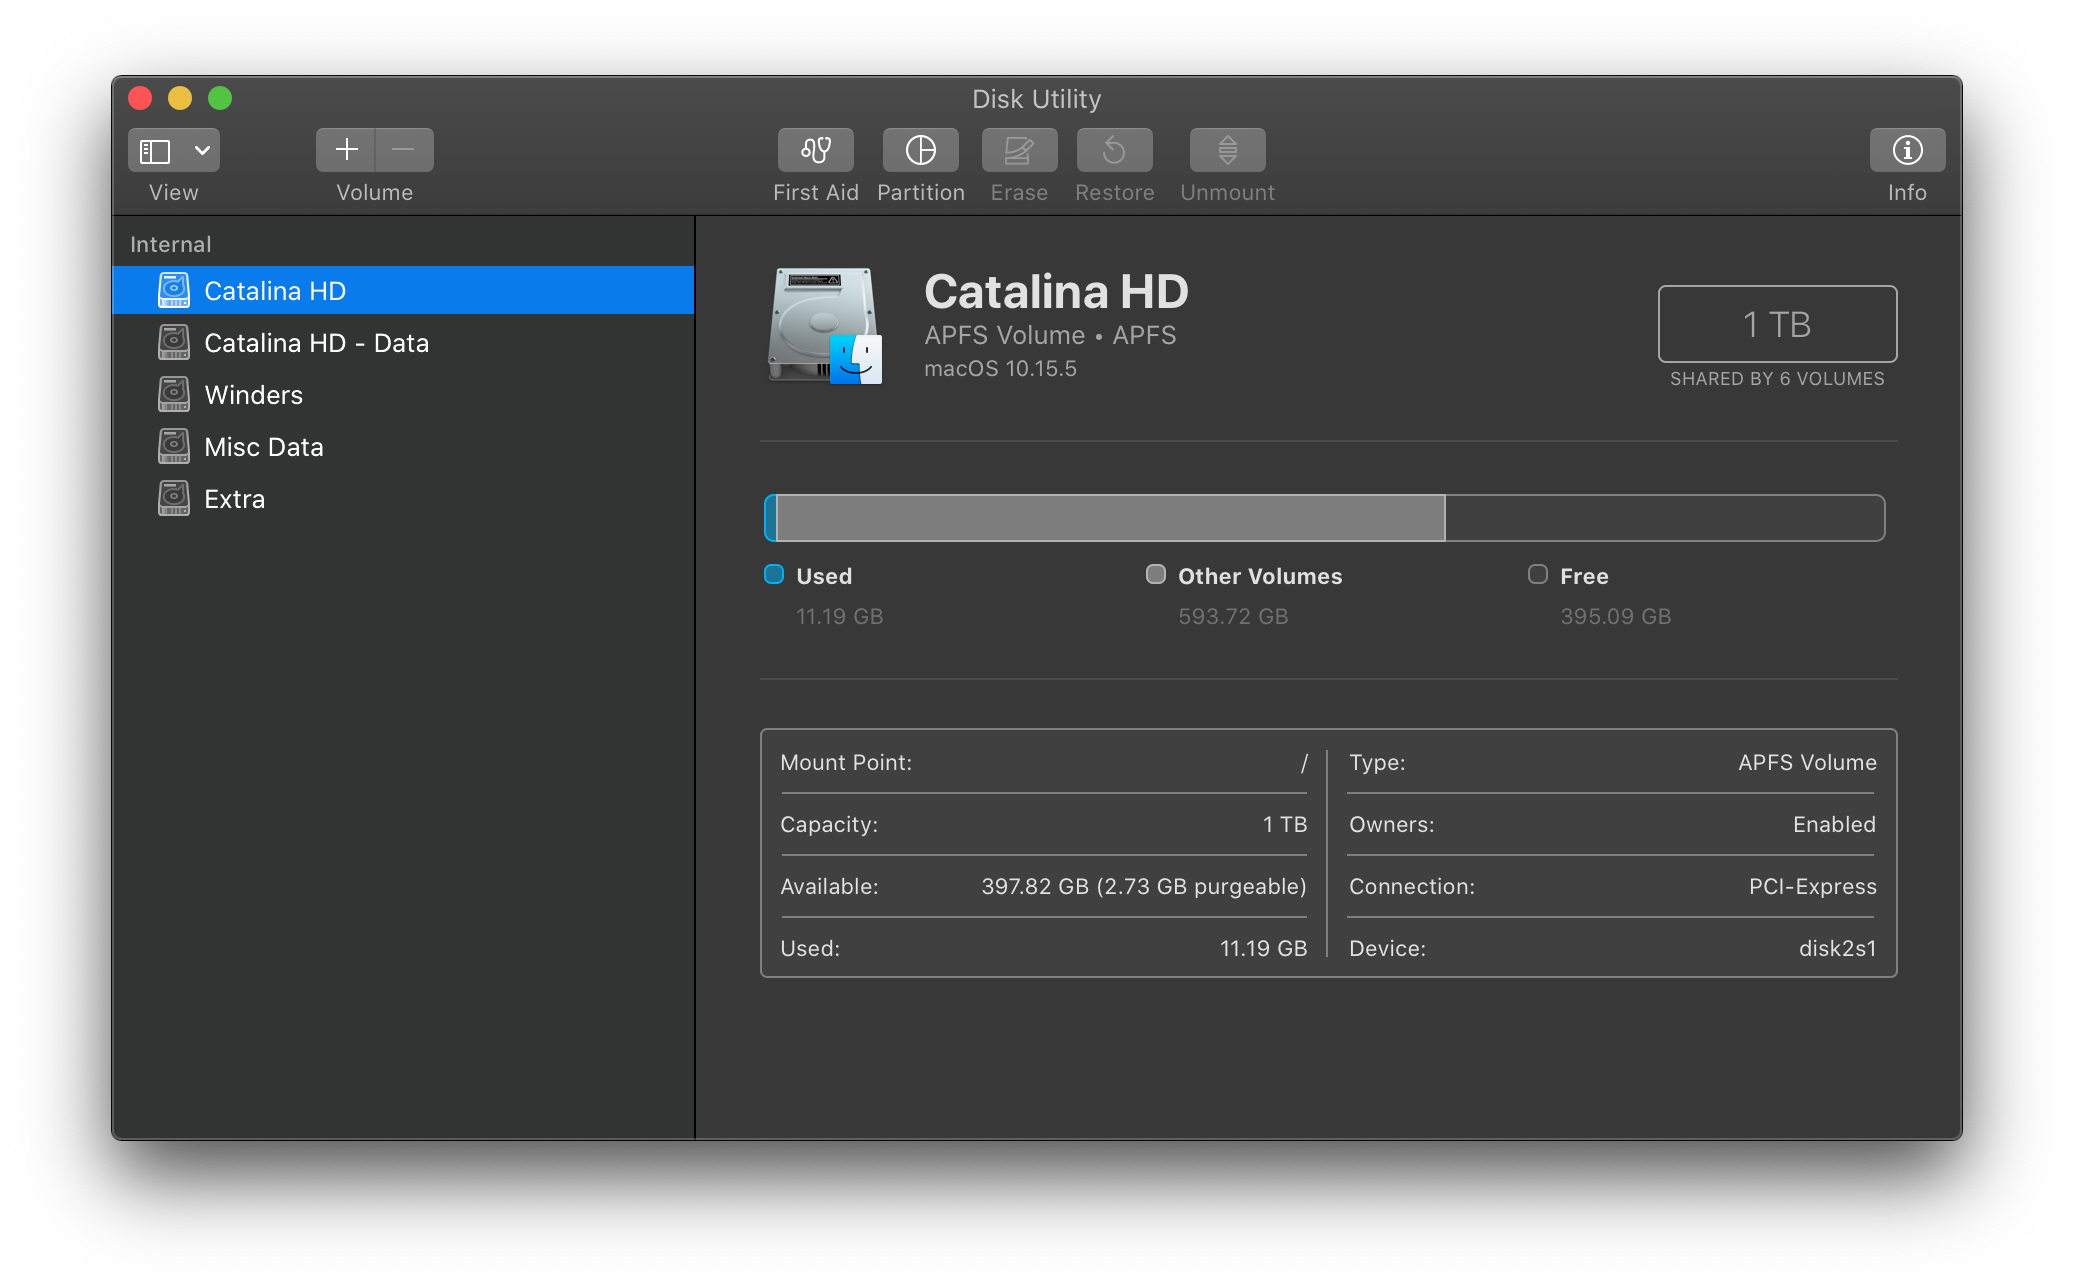 Disk Utility
View
Volume
First Aid
Partition
Erase
Restore
Unmount
Info
Internal
Catalina HD
Catalina HD - Data
Winders
Misc Data
Extra
Catalina HD
APFS Volume • APFS
macOS 10.15.5
1 TB
SHARED BY 6 VOLUMES
Used
11.19 GB
Other Volumes
593.72 GB
Free
395.09 GB
Mount Point: /
Capacity: 1 TB
Available: 397.82 GB (2.73 GB purgeable)
Used: 11.19 GB
Type: APFS Volume
Owners: Enabled
Connection: PCI-Express
Device: disk2s1